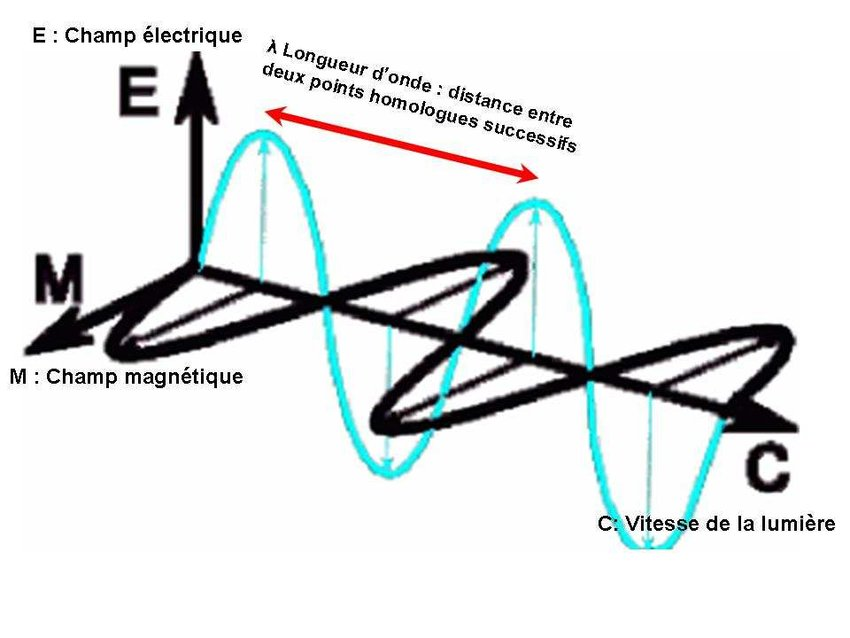 E : Champ électrique
E
λ Longueur d'onde : distance entre
deux points homologues successifs
M
M : Champ magnétique
C
C: Vitesse de la lumière